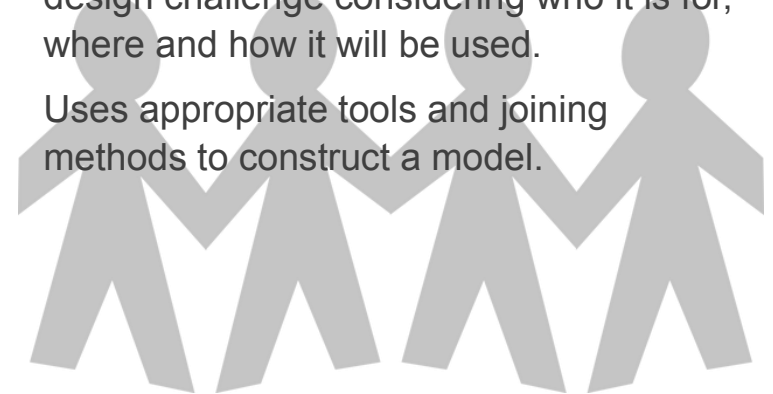 design challenge considering who it is for,
where and how it will be used.
Uses appropriate tools and joining
methods to construct a model.